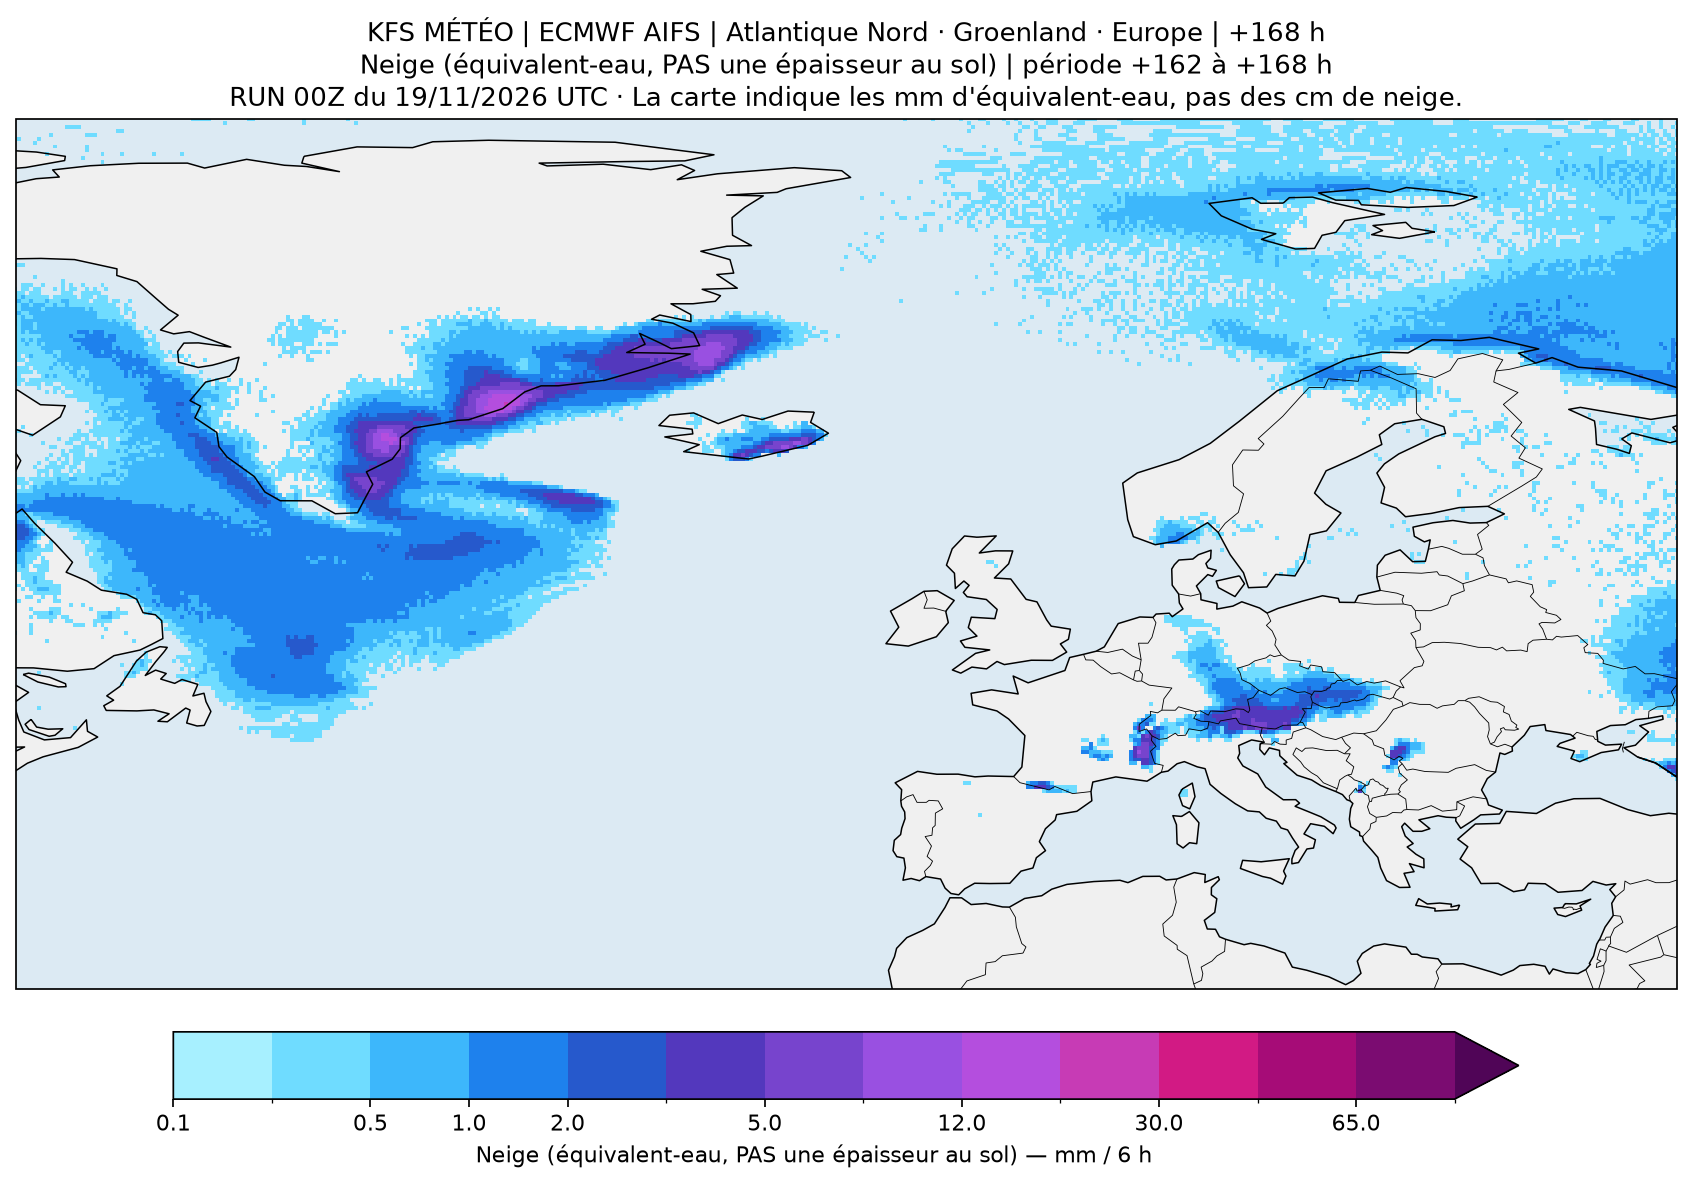 KFS MÉTÉO | ECMWF AIFS | Atlantique Nord · Groenland · Europe | +168 h
Neige (équivalent-eau, PAS une épaisseur au sol) | période +162 à +168 h
RUN 00Z du 19/11/2026 UTC · La carte indique les mm d'équivalent-eau, pas des cm de neige.
0.1 0.5 1.0 2.0 5.0 12.0 30.0 65.0
Neige (équivalent-eau, PAS une épaisseur au sol) — mm / 6 h